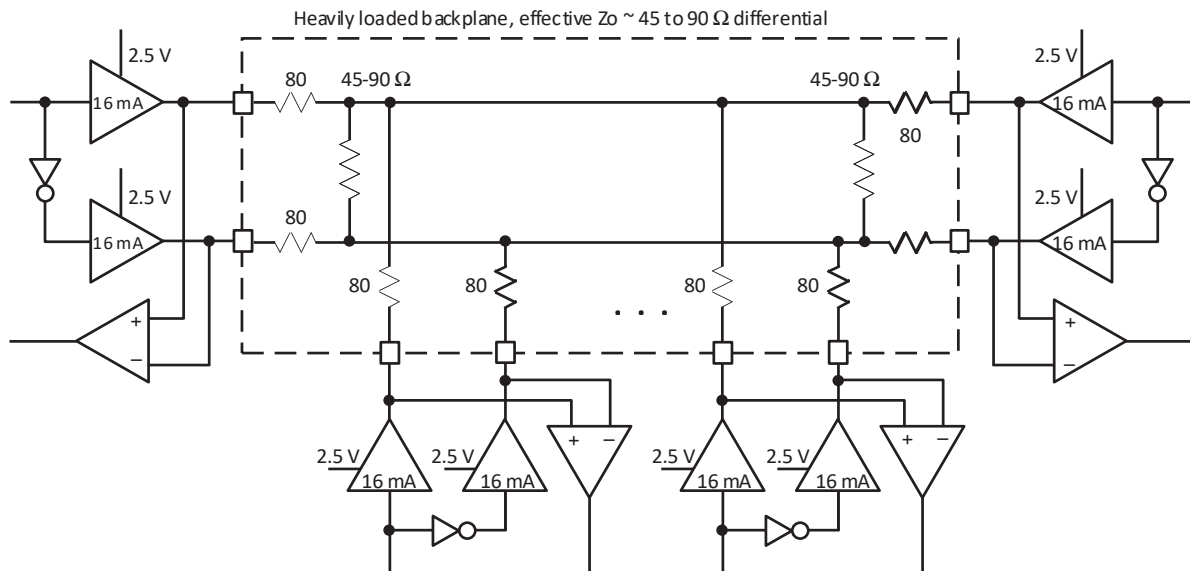 Heavily loaded backplane, effective Zo ~ 45 to 90 Ω differential
2.5 V
2.5 V
80
45-90 Ω
45-90 Ω
16 mA
16 mA
80
2.5 V
2.5 V
80
16 mA
16 mA
80
80
80
80
+
−
. . .
+
−
+
−
+
−
2.5 V
2.5 V
2.5 V
2.5 V
16 mA
16 mA
16 mA
16 mA